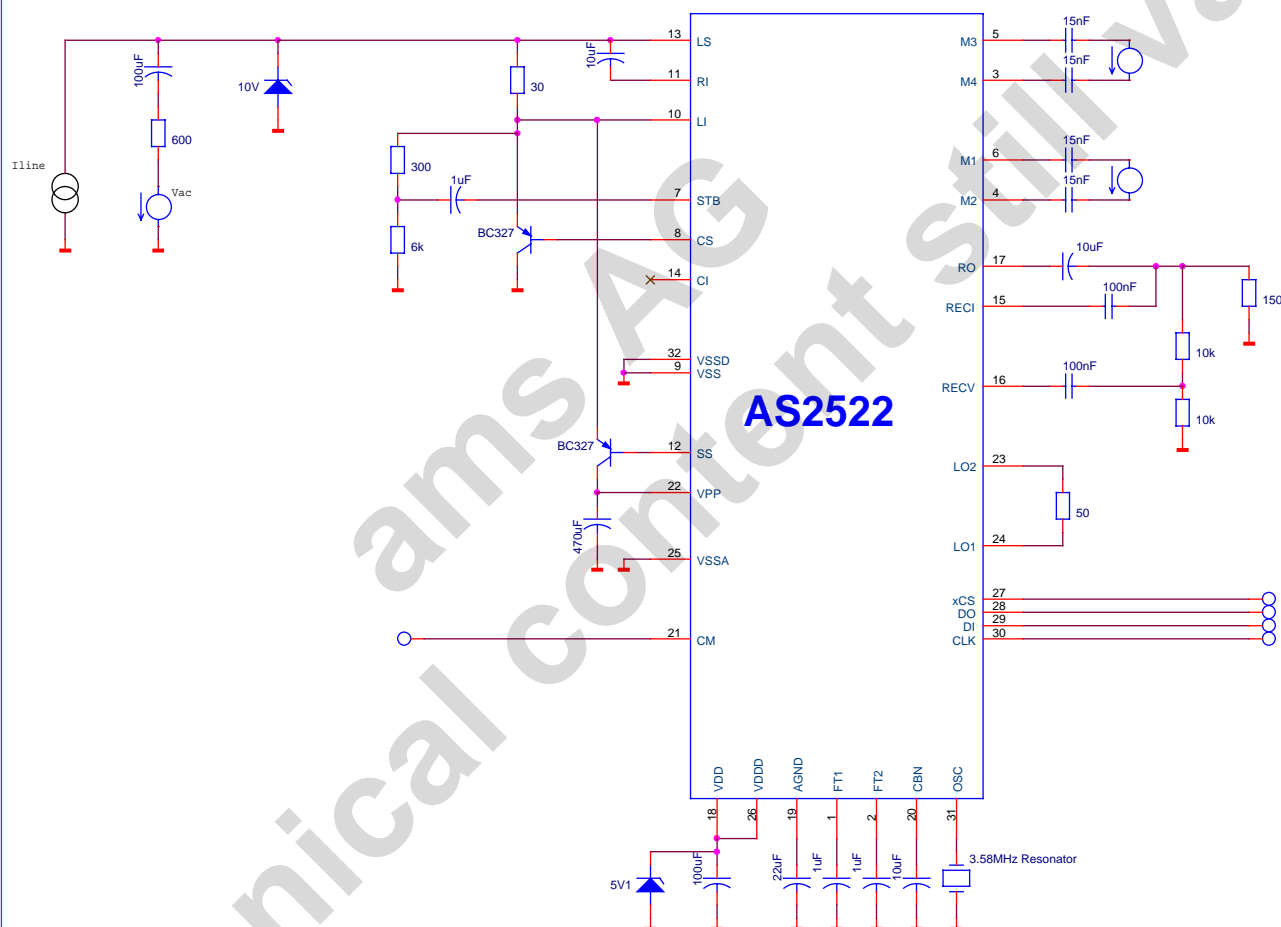 13 LS
100uF
10uF
11 RI
10V
30
600
10 LI
300
1uF
Iline
Vac
7 STB
BC327
8 CS
6k
14 CI
32 VSSD
9 VSS
BC327
12 SS
22 VPP
470uF
25 VSSA
21 CM
AS2522
15nF
M3 5
15nF
M4 3
15nF
M1 6
15nF
M2 4
10uF
RO 17
100nF
RECI 15
150
10k
100nF
RECV 16
10k
LO2 23
50
LO1 24
xCS 27
DO 28
DI 29
CLK 30
VDD
VDDD
AGND
FT1
FT2
CBN
OSC
18
26
19
1
2
20
31
5V1
100uF
22uF
1uF
1uF
10uF
3.58MHz Resonator
ams AG
nical content still va